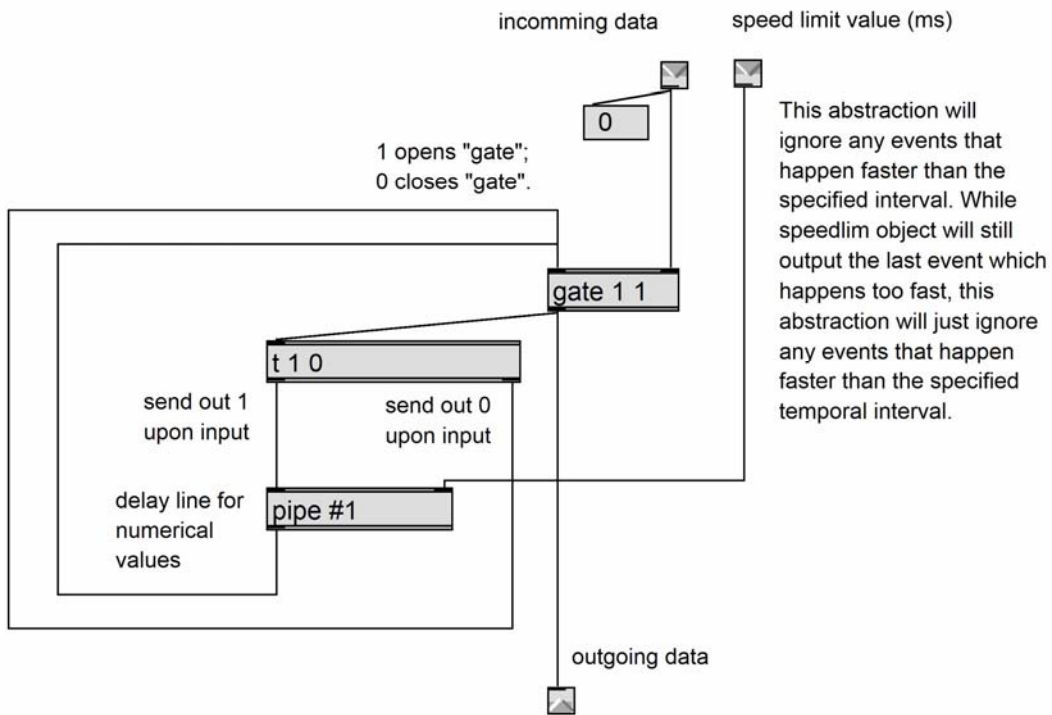 incomming data
speed limit value (ms)
0
This abstraction will
ignore any events that
happen faster than the
specified interval. While
speedlim object will still
output the last event which
happens too fast, this
abstraction will just ignore
any events that happen
faster than the specified
temporal interval.
1 opens "gate";
0 closes "gate".
gate 1 1
t 1 0
send out 1
upon input
send out 0
upon input
delay line for
numerical
values
pipe #1
outgoing data